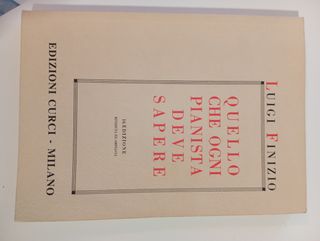 LUIGI FINIZIO
QUELLO
CHE OGNI
PIANISTA
DEVE
SAPERE
EDIZIONI CURCI - MILANO